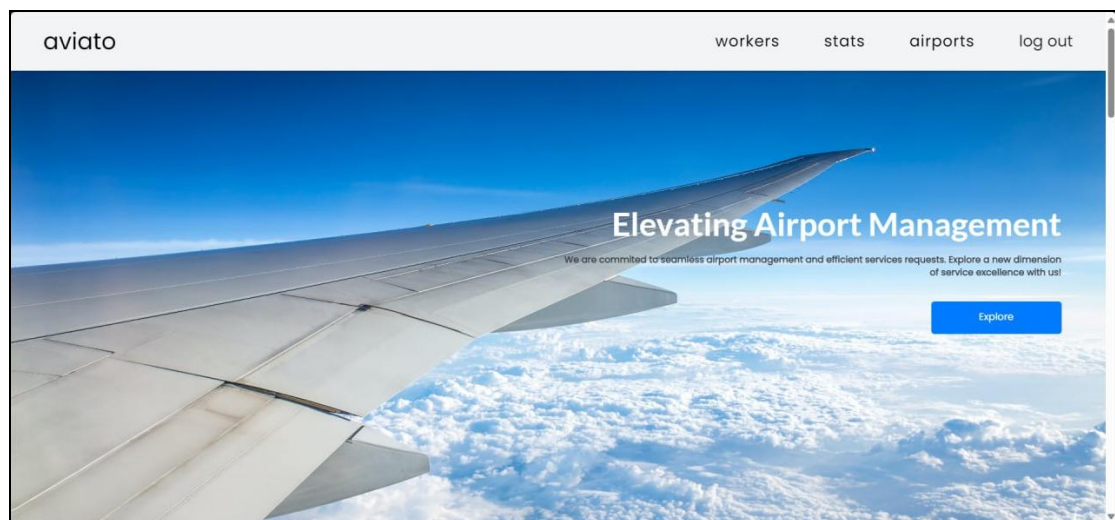 aviato
workers stats airports log out
Elevating Airport Management
We are commited to seamless airport management and efficient services requests. Explore a new dimension
of service excellence with us!
Explore